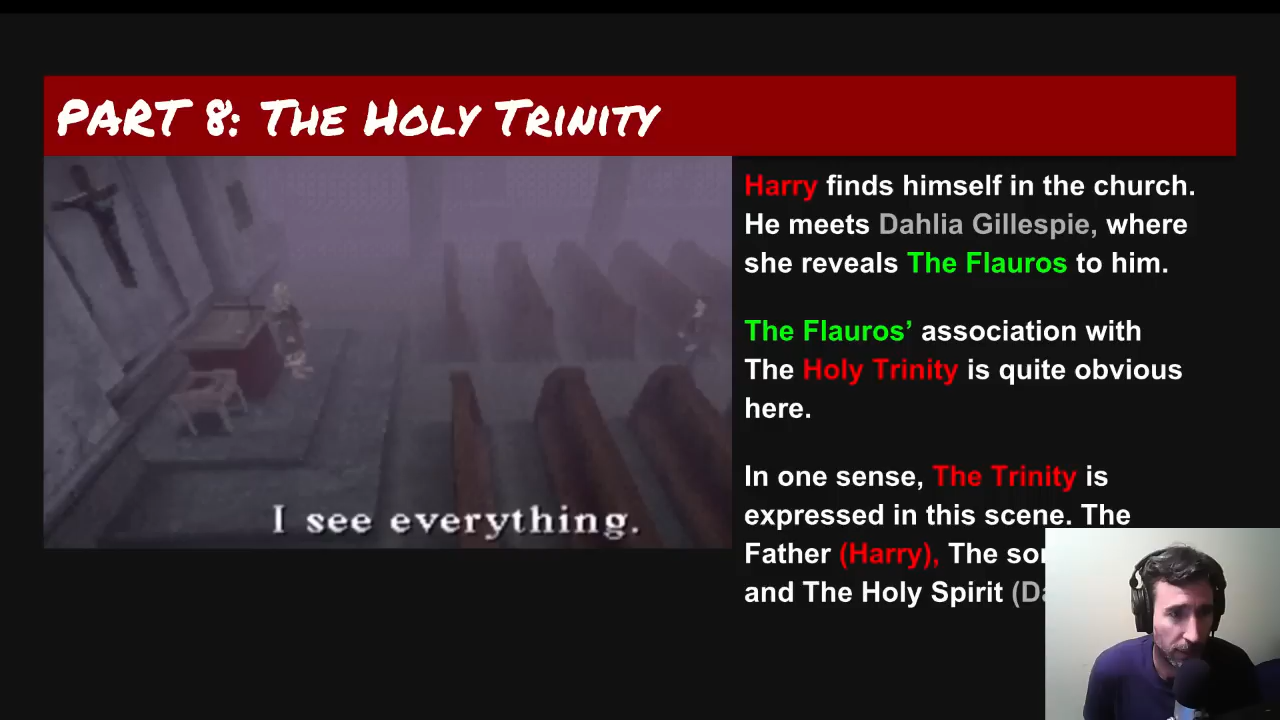 PART 8: THE HOLY TRINITY
Harry finds himself in the church.
He meets Dahlia Gillespie, where
she reveals The Flauros to him.
The Flauros’ association with
The Holy Trinity is quite obvious
here.
In one sense, The Trinity is
expressed in this scene. The
Father (Harry), The
and The Holy Spirit
I see everything.